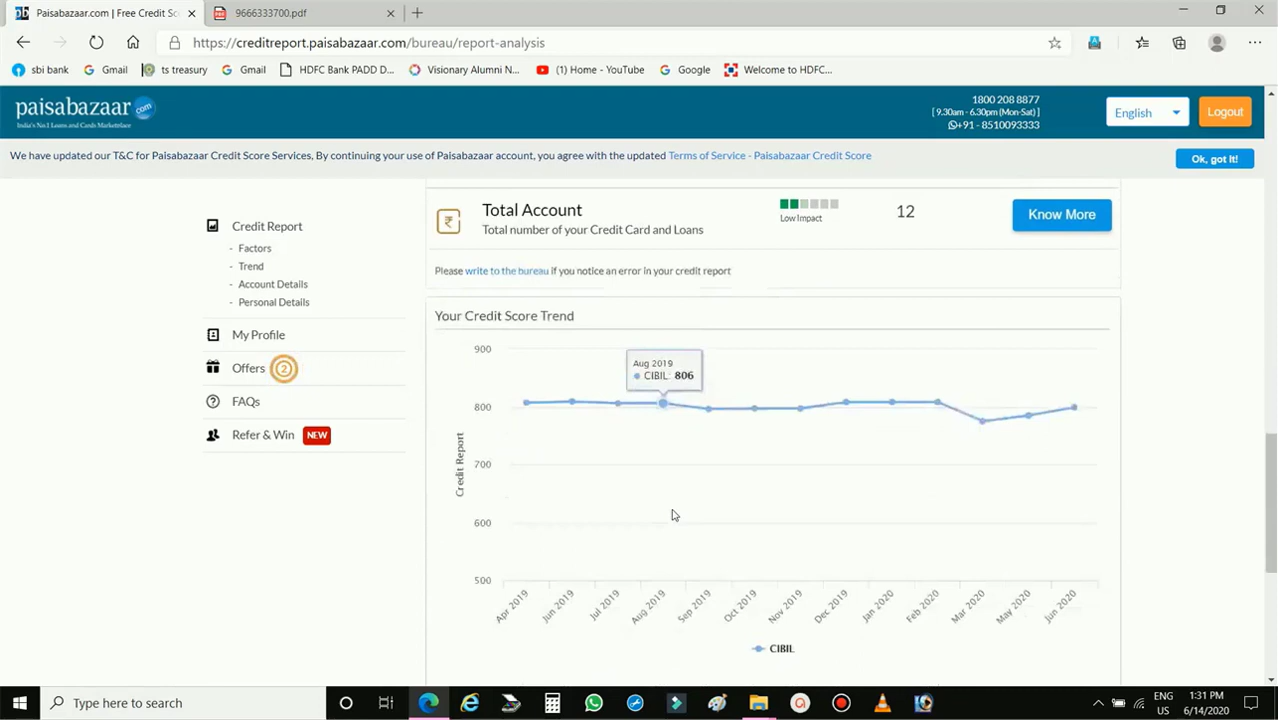 Paisabazaar.com | Free Credit Sc
9666333700.pdf
https://creditreport.paisabazaar.com/bureau/report-analysis
sbi bank
Gmail
ts treasury
Gmail
HDFC Bank PADD D...
Visionary Alumni N...
(1) Home - YouTube
Google
Welcome to HDFC...
paisabazaar.com
India's No.1 Loans and Cards Marketplace
1800 208 8877
[ 9.30am - 6.30pm (Mon-Sat) ]
+91 - 8510093333
English
Logout
We have updated our T&C for Paisabazaar Credit Score Services, By continuing your use of Paisabazaar account, you agree with the updated Terms of Service - Paisabazaar Credit Score
Ok, got It!
Credit Report
- Factors
- Trend
- Account Details
- Personal Details
My Profile
Offers 2
FAQs
Refer & Win NEW
Total Account
Total number of your Credit Card and Loans
Low Impact
12
Know More
Please write to the bureau if you notice an error in your credit report
Your Credit Score Trend
900
800
700
600
500
Credit Report
Aug 2019
CIBIL: 806
Apr 2019
Jun 2019
Jul 2019
Aug 2019
Sep 2019
Oct 2019
Nov 2019
Dec 2019
Jan 2020
Feb 2020
Mar 2020
May 2020
Jun 2020
CIBIL
Type here to search
ENG
US
1:31 PM
6/14/2020